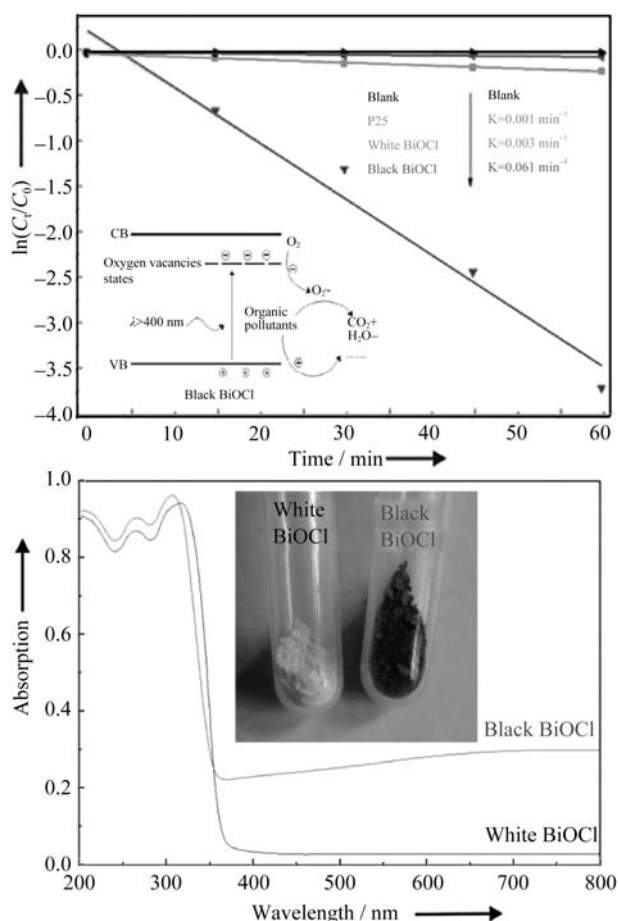 0.0
−0.5
−1.0
−1.5
−2.0
−2.5
−3.0
−3.5
−4.0
ln(Ct/C0)
Blank Blank
P25 K=0.001 min⁻¹
White BiOCl K=0.003 min⁻¹
Black BiOCl K=0.061 min⁻¹
CB
O₂
Oxygen vacancies
states
O₂•
λ>400 nm
Organic
pollutants
CO₂+
H₂O
VB
Black BiOCl
0 10 20 30 40 50 60
Time / min
1.0
0.8
0.6
0.4
0.2
0.0
Absorption
White
BiOCl
Black
BiOCl
Black BiOCl
White BiOCl
200 300 400 500 600 700 800
Wavelength / nm